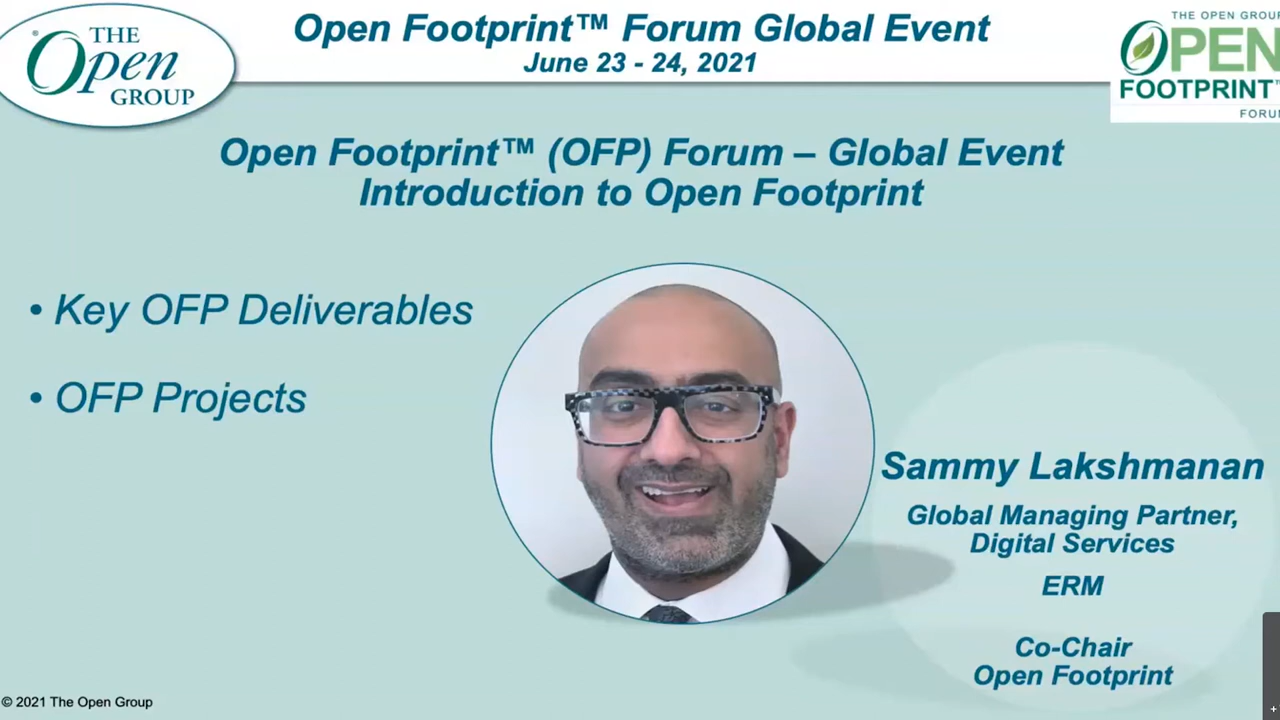 THE
Open
GROUP
Open Footprint™ Forum Global Event
June 23 - 24, 2021
THE OPEN GROUP
OPEN
FOOTPRINT™
FORUM
Open Footprint™ (OFP) Forum – Global Event
Introduction to Open Footprint
• Key OFP Deliverables
• OFP Projects
Sammy Lakshmanan
Global Managing Partner,
Digital Services
ERM
Co-Chair
Open Footprint
© 2021 The Open Group